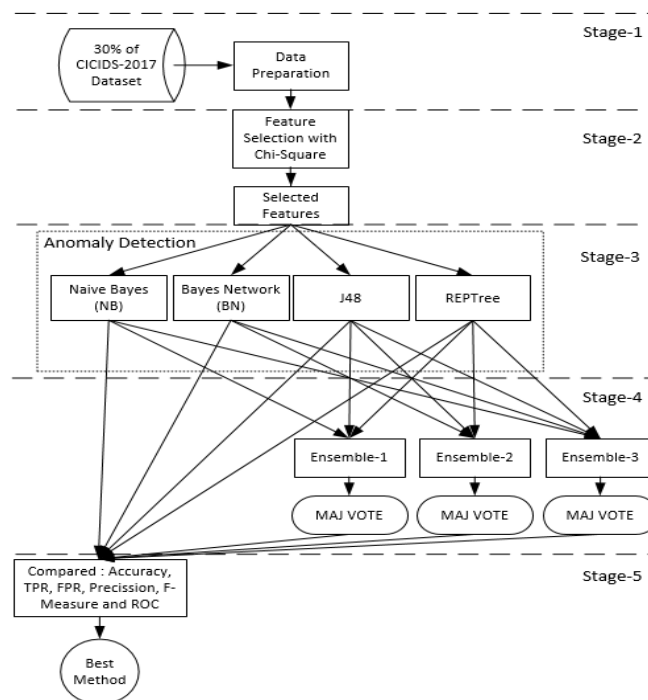 Stage-1
30% of
CICIDS-2017
Dataset
Data
Preparation
Stage-2
Feature
Selection with
Chi-Square
Selected
Features
Stage-3
Anomaly Detection
Naive Bayes
(NB)
Bayes Network
(BN)
J48
REPTree
Stage-4
Ensemble-1
Ensemble-2
Ensemble-3
MAJ VOTE
MAJ VOTE
MAJ VOTE
Stage-5
Compared : Accuracy,
TPR, FPR, Precission, F-
Measure and ROC
Best
Method